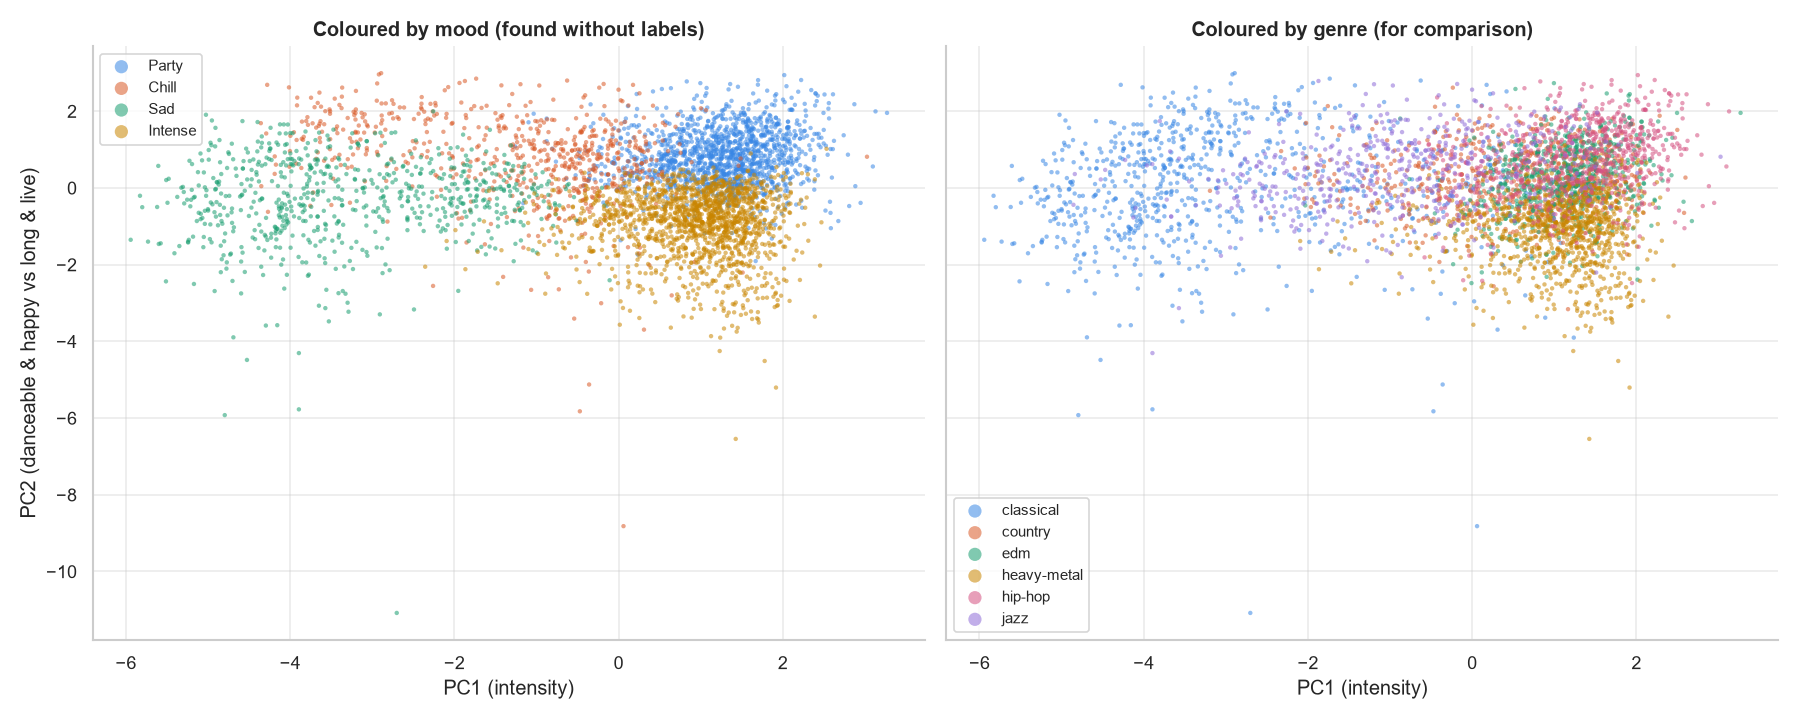 Coloured by mood (found without labels)
Party
Chill
Sad
Intense
2
0
−2
−4
−6
−8
−10
PC2 (danceable & happy vs long & live)
−6
−4
−2
0
2
PC1 (intensity)
Coloured by genre (for comparison)
classical
country
edm
heavy-metal
hip-hop
jazz
−6
−4
−2
0
2
PC1 (intensity)